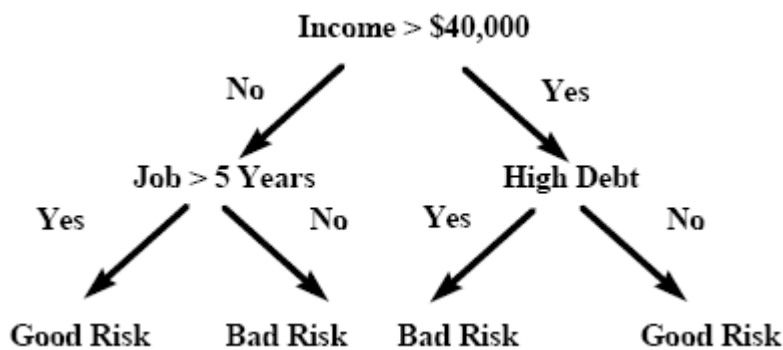 Income > $40,000
No Yes
Job > 5 Years High Debt
Yes No Yes No
Good Risk Bad Risk Bad Risk Good Risk